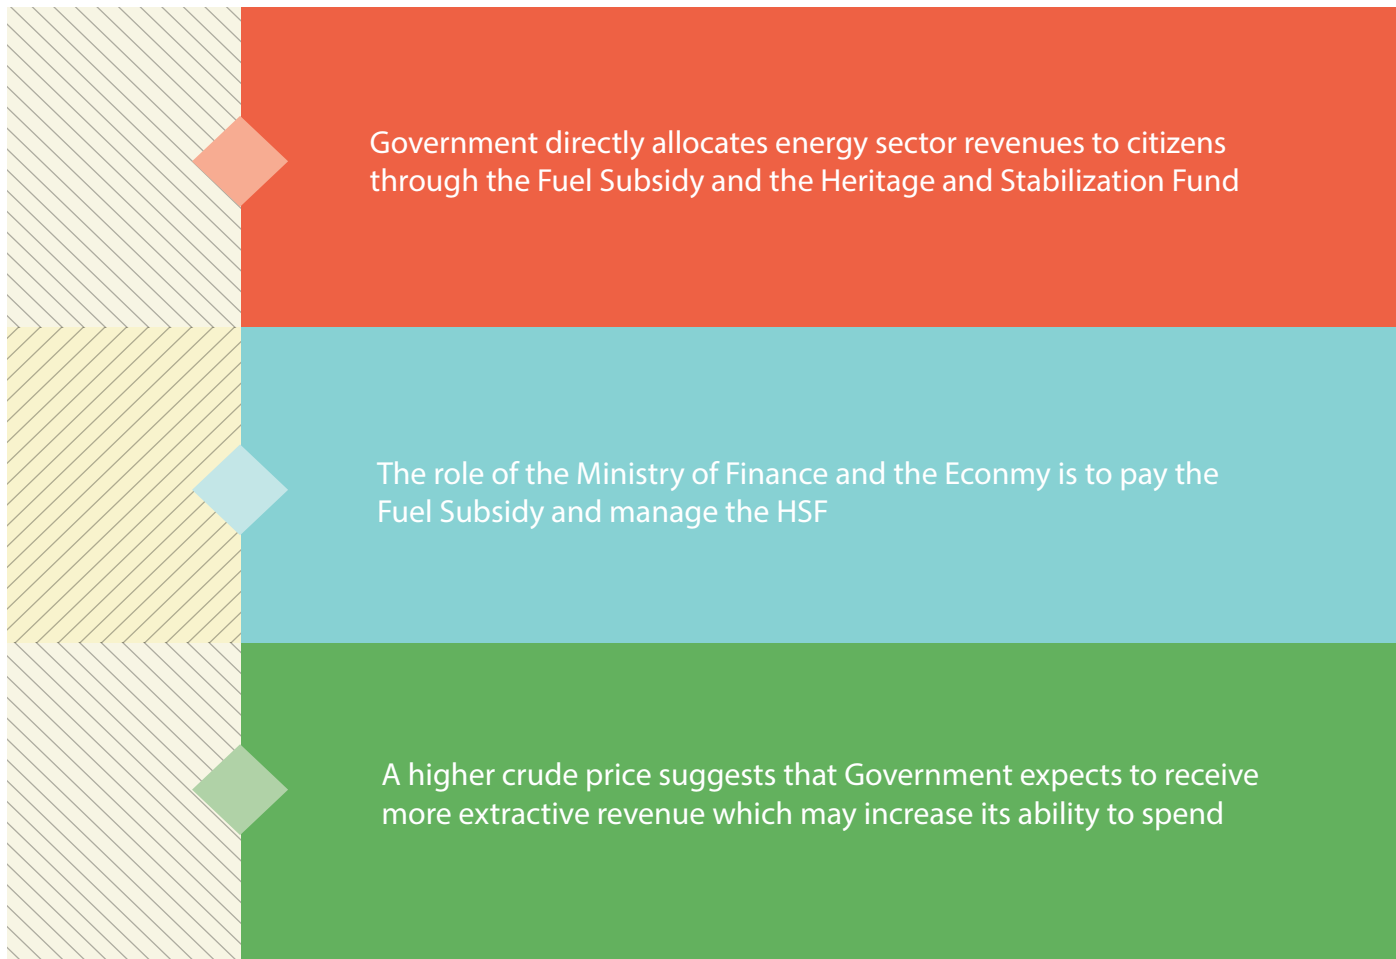 Government directly allocates energy sector revenues to citizens
through the Fuel Subsidy and the Heritage and Stabilization Fund
The role of the Ministry of Finance and the Econmy is to pay the
Fuel Subsidy and manage the HSF
A higher crude price suggests that Government expects to receive
more extractive revenue which may increase its ability to spend